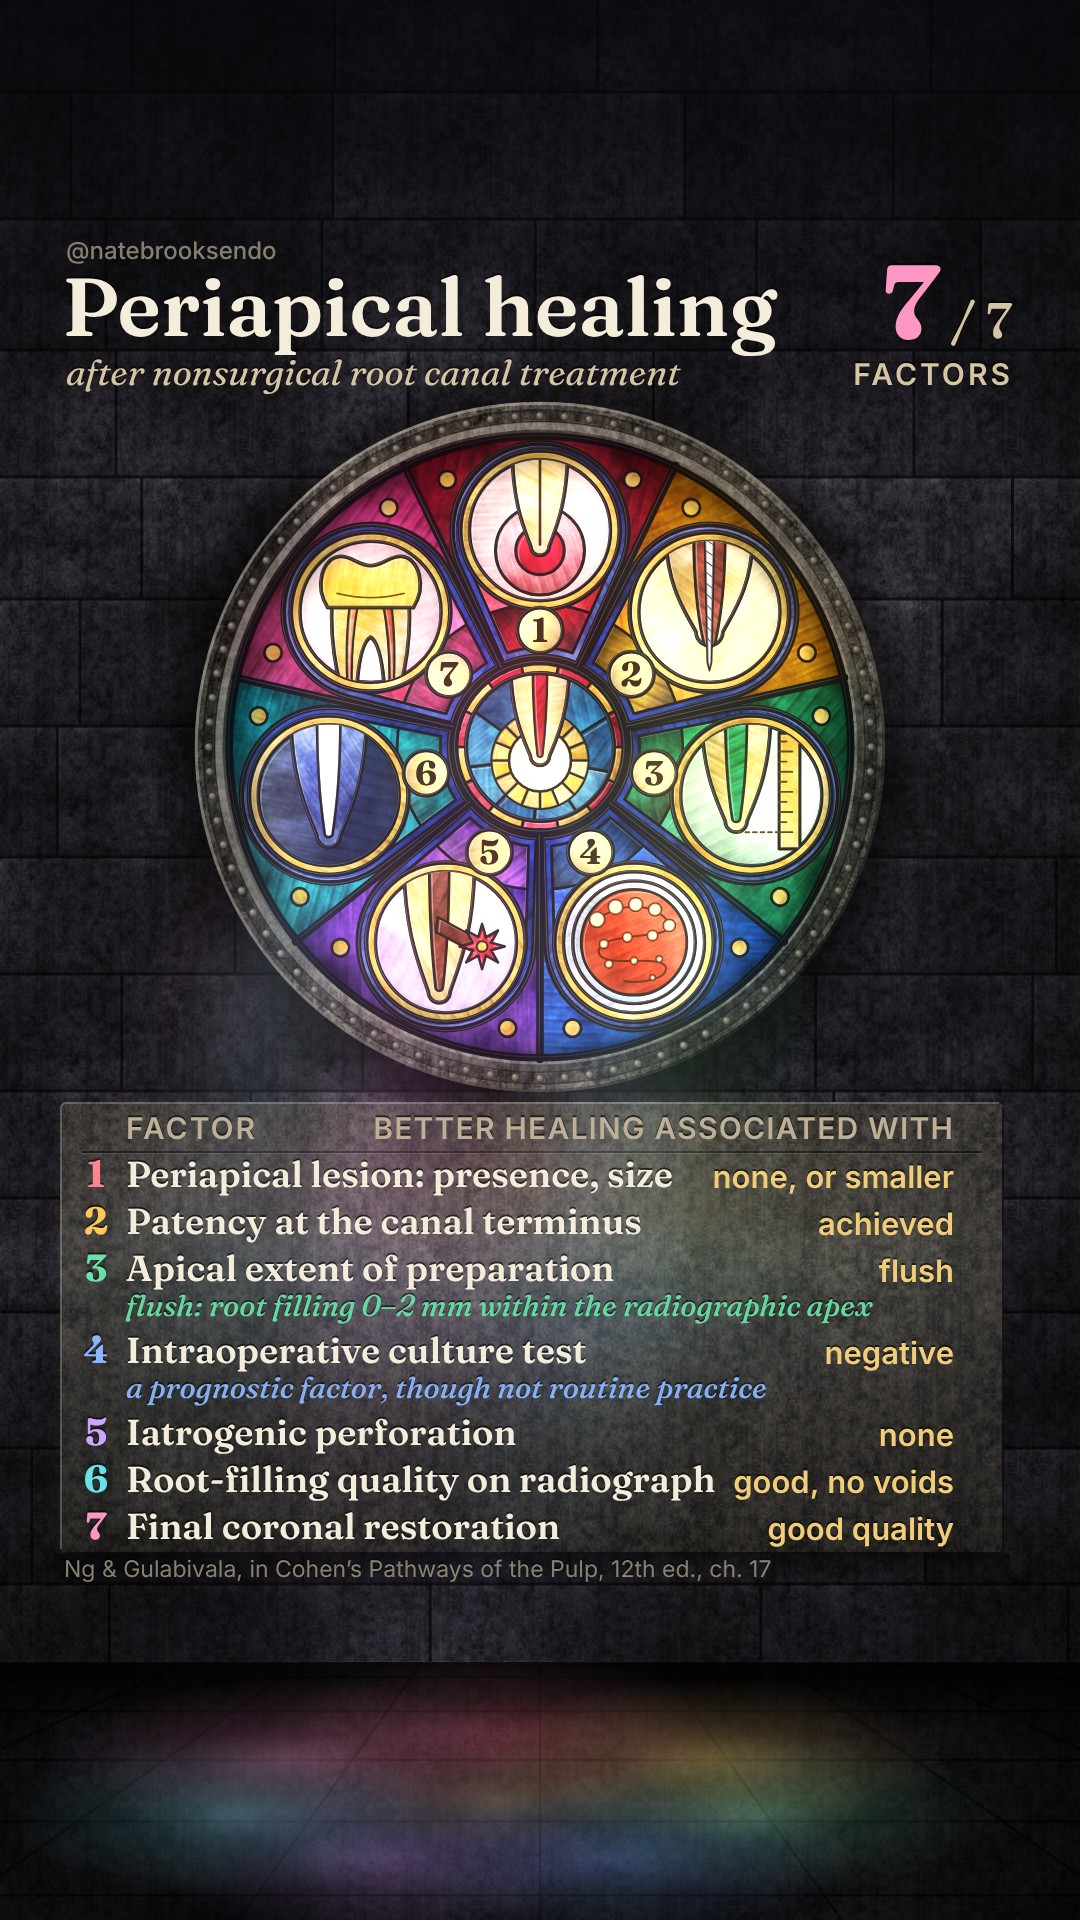 @natebrooksendo
Periapical healing
after nonsurgical root canal treatment
7 / 7
FACTORS
1
2
3
4
5
6
7
FACTOR BETTER HEALING ASSOCIATED WITH
1 Periapical lesion: presence, size none, or smaller
2 Patency at the canal terminus achieved
3 Apical extent of preparation flush
flush: root filling 0–2 mm within the radiographic apex
4 Intraoperative culture test negative
a prognostic factor, though not routine practice
5 Iatrogenic perforation none
6 Root-filling quality on radiograph good, no voids
7 Final coronal restoration good quality
Ng & Gulabivala, in Cohen’s Pathways of the Pulp, 12th ed., ch. 17